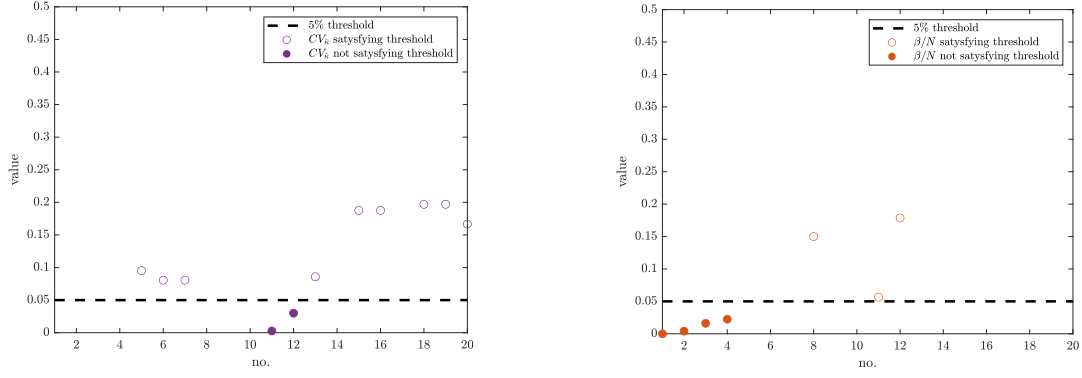 0.5
0.45
0.4
0.35
0.3
0.25
0.2
0.15
0.1
0.05
0
value
2 4 6 8 10 12 14 16 18 20
no.
5% threshold
CVₖ satysfying threshold
CVₖ not satysfying threshold
0.5
0.45
0.4
0.35
0.3
0.25
0.2
0.15
0.1
0.05
0
value
2 4 6 8 10 12 14 16 18 20
no.
5% threshold
β/N satysfying threshold
β/N not satysfying threshold